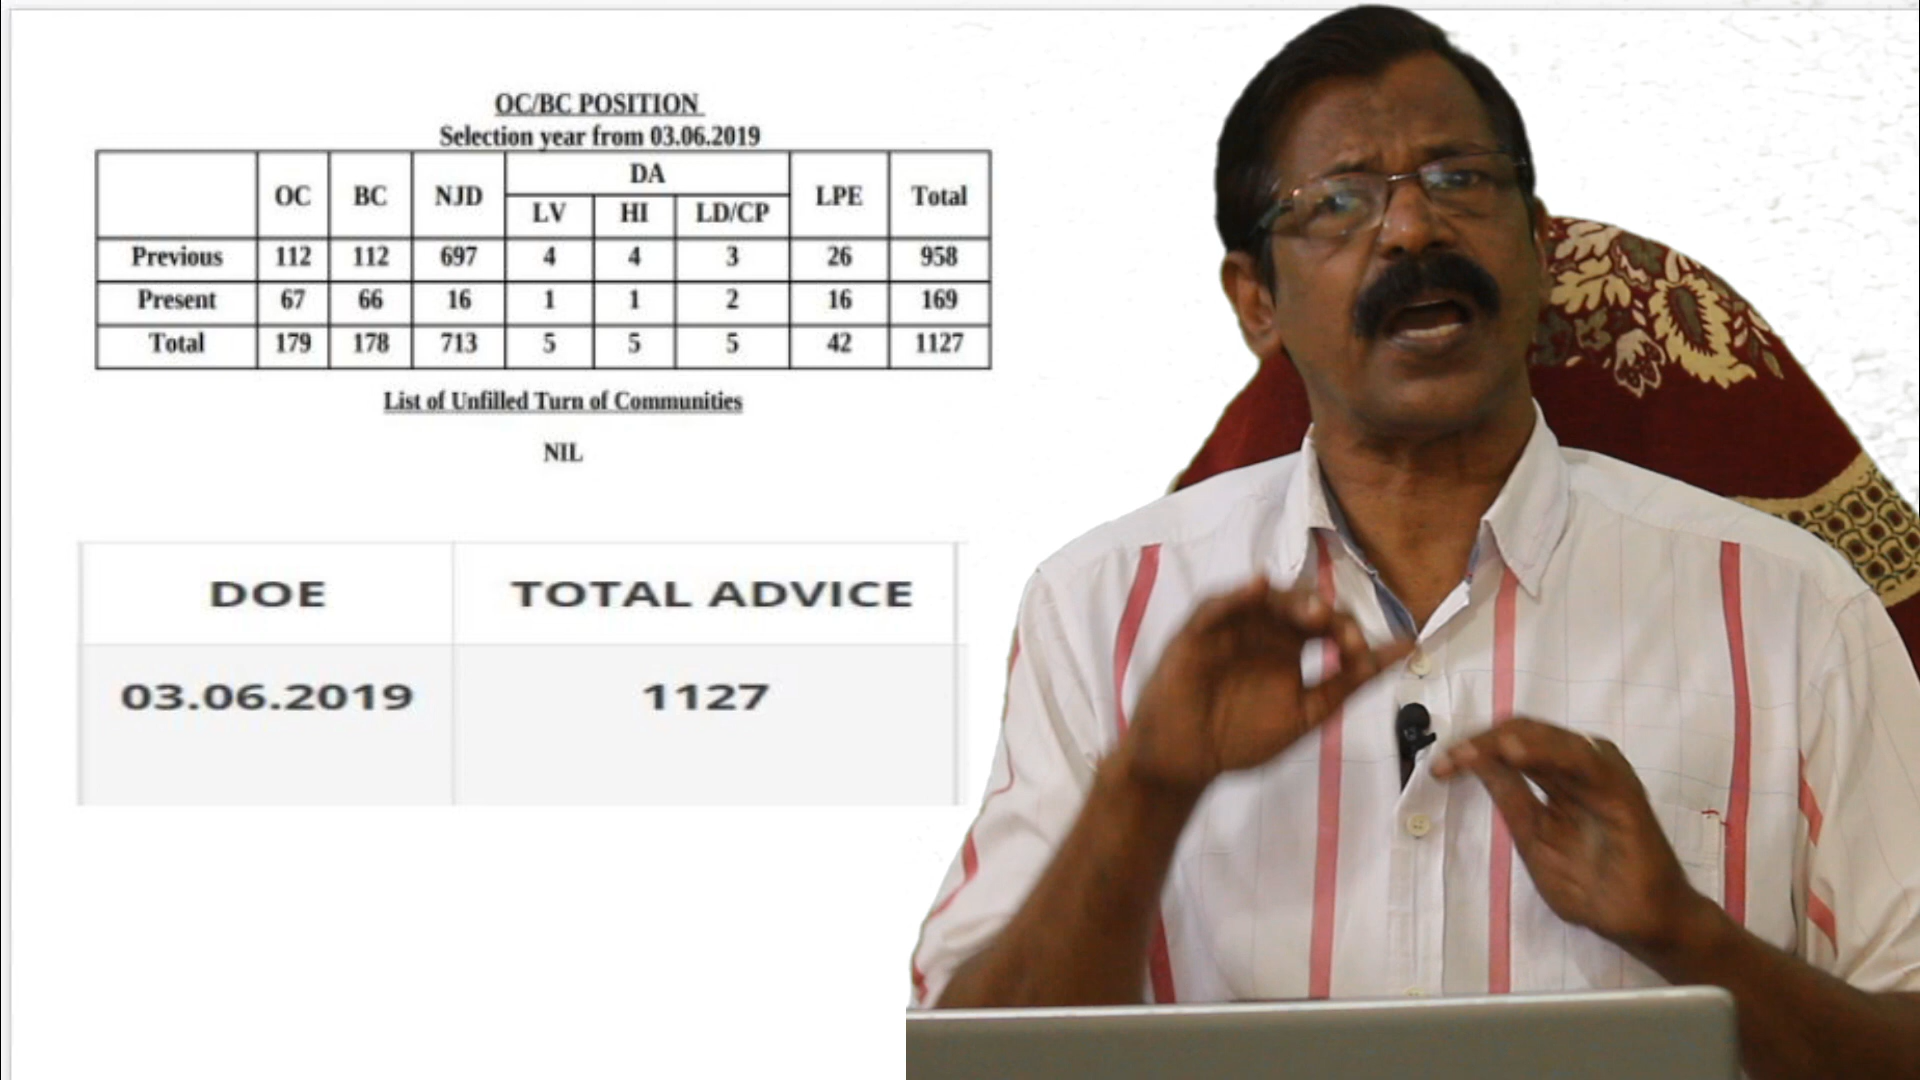 OC/BC POSITION
Selection year from 03.06.2019
OC BC NJD DA LPE Total
LV HI LD/CP
Previous 112 112 697 4 4 3 26 958
Present 67 66 16 1 1 2 16 169
Total 179 178 713 5 5 5 42 1127
List of Unfilled Turn of Communities
NIL
DOE TOTAL ADVICE
03.06.2019 1127